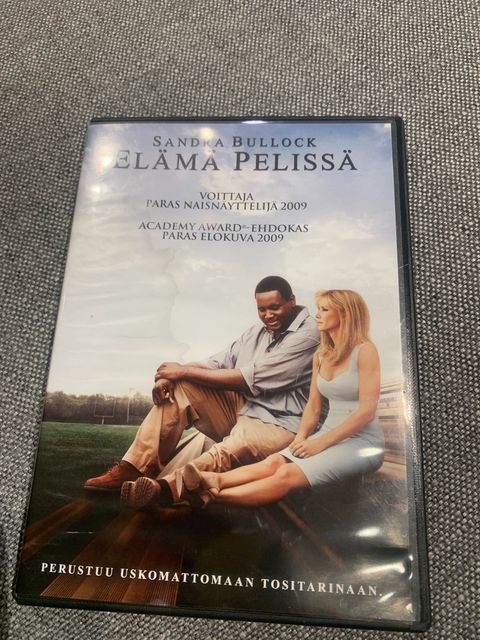 SANDRA BULLOCK
ELÄMÄ PELISSÄ
VOITTAJA
PARAS NAISNÄYTTELIJÄ 2009
ACADEMY AWARD®-EHDOKAS
PARAS ELOKUVA 2009
PERUSTUU USKOMATTOMAAN TOSITARINAAN.